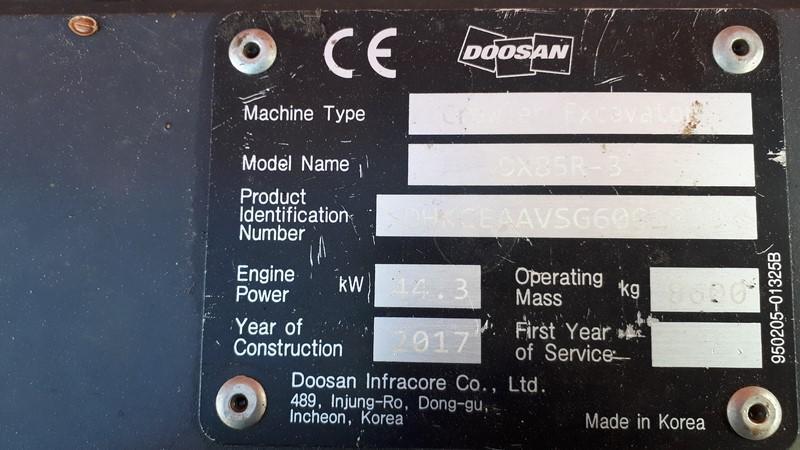 CE DOOSAN
Machine Type Crawler Excavator
Model Name DX85R-3
Product
Identification
Number
Engine
Power kW 44.3
Operating
Mass kg 8600
Year of
Construction 2017
First Year
of Service
Doosan Infracore Co., Ltd.
489, Injung-Ro, Dong-gu,
Incheon, Korea
Made in Korea
950205-01325B